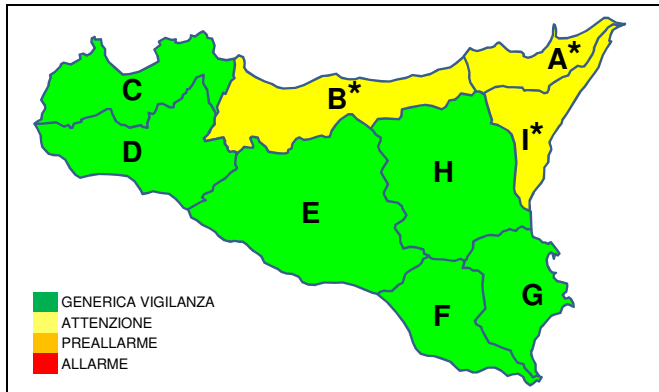 A*
C
B*
I*
D
H
E
G
F
GENERICA VIGILANZA
ATTENZIONE
PREALLARME
ALLARME